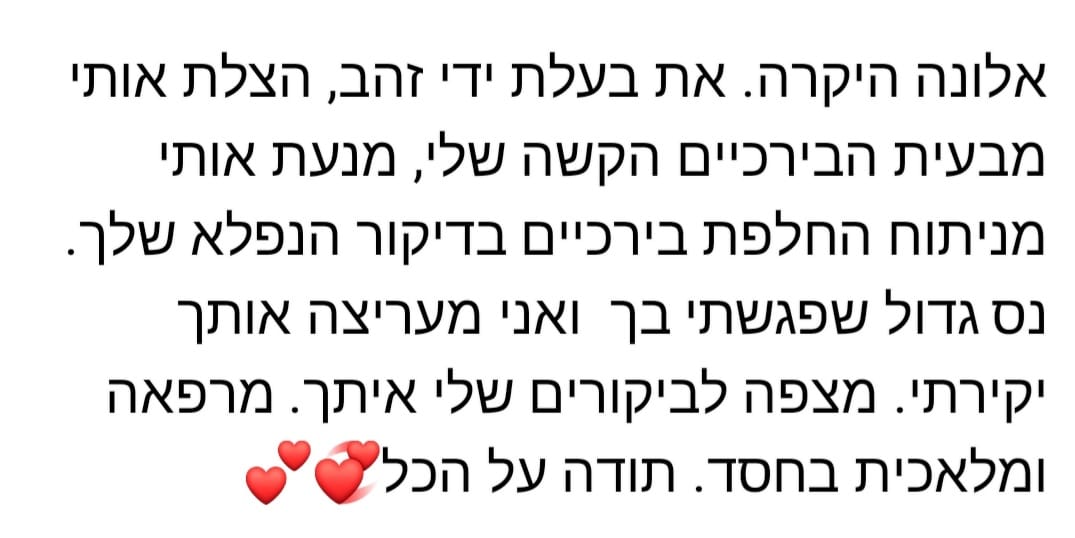 אלונה היקרה. את בעלת ידי זהב, הצלת אותי
מבעית הבירכיים הקשה שלי, מנעת אותי
מניתוח החלפת בירכיים בדיקור הנפלא שלך.
נס גדול שפגשתי בך  ואני מעריצה אותך
יקירתי. מצפה לביקורים שלי איתך. מרפאה
ומלאכית בחסד. תודה על הכל💞💕